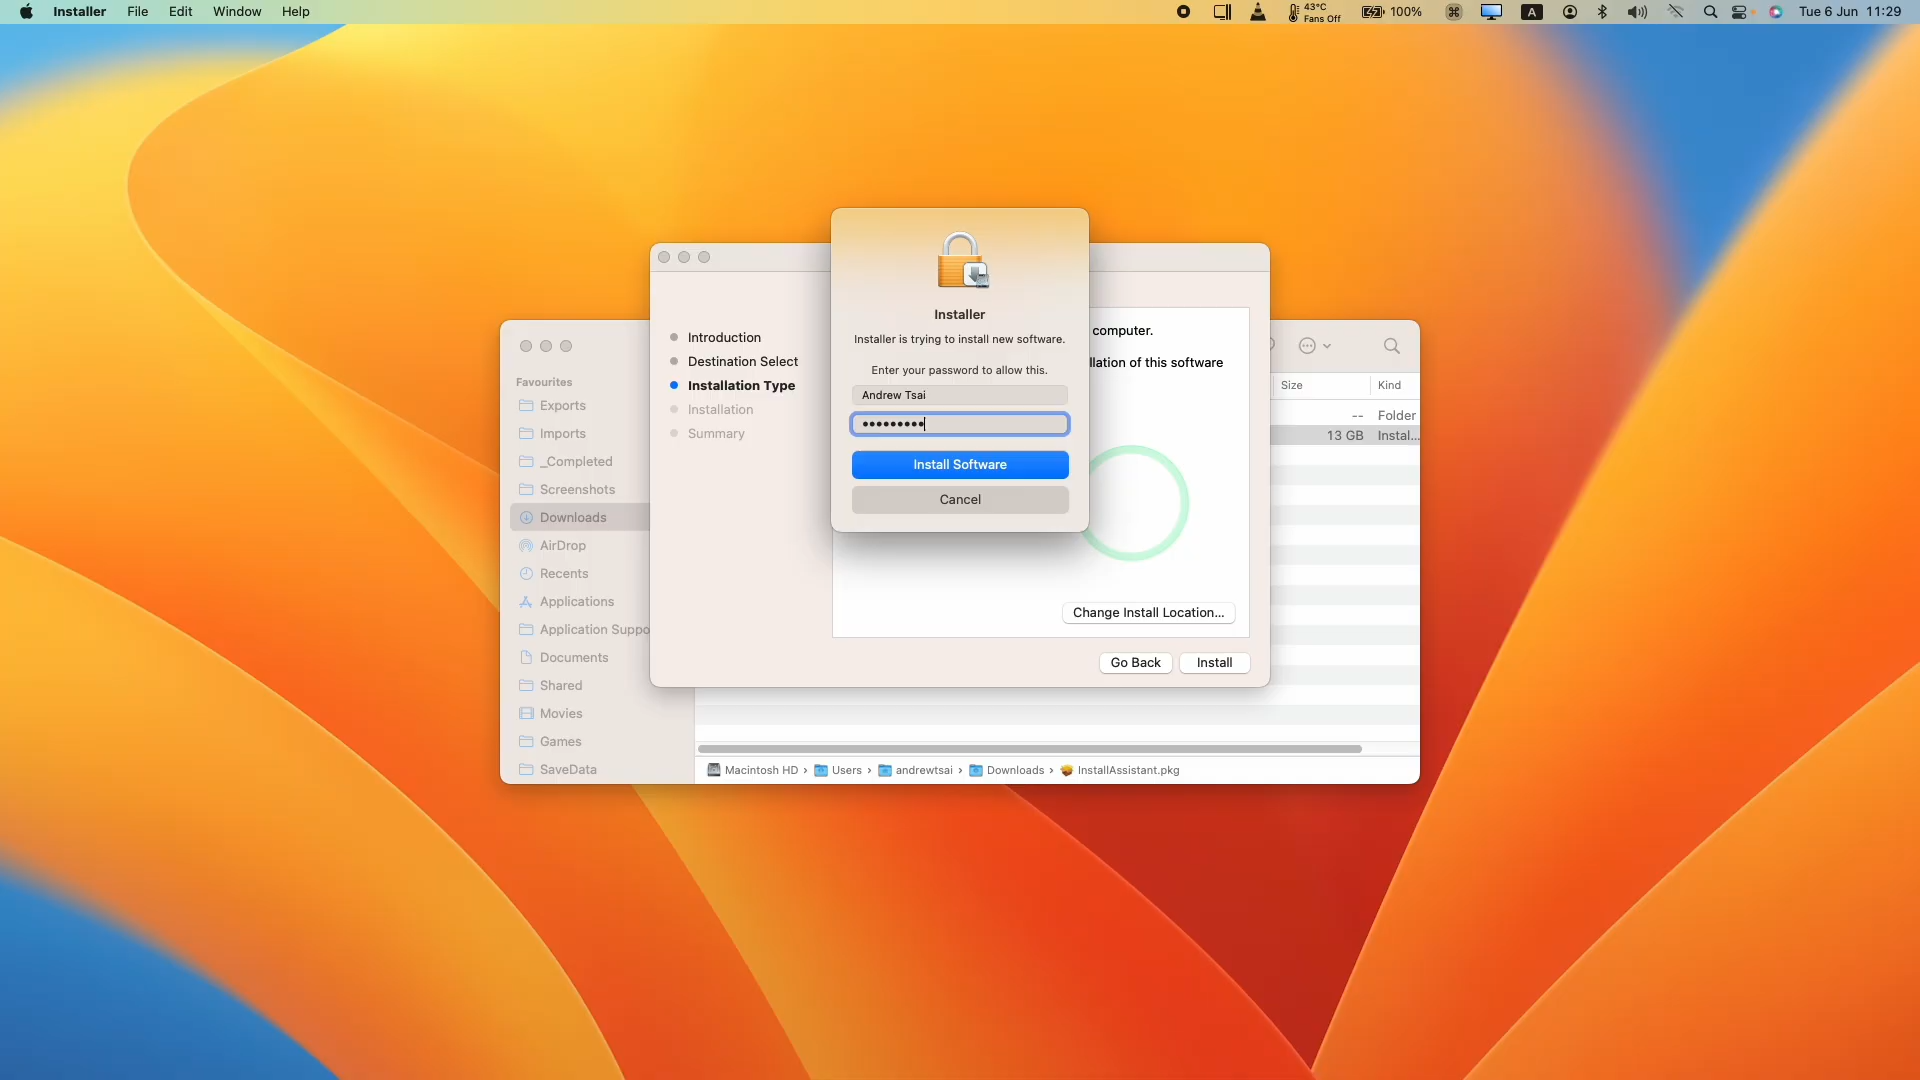 Installer File Edit Window Help
43°C
Fans Off
100%
A
Tue 6 Jun 11:29
Installer
Installer is trying to install new software.
Enter your password to allow this.
Andrew Tsai
•••••••••
Install Software
Cancel
Introduction
Destination Select
Installation Type
Installation
Summary
computer.
llation of this software
Change Install Location...
Go Back Install
Favourites
Exports
Imports
_Completed
Screenshots
Downloads
AirDrop
Recents
Applications
Application Suppo
Documents
Shared
Movies
Games
SaveData
Size Kind
-- Folder
13 GB Instal...
Macintosh HD › Users › andrewtsai › Downloads › InstallAssistant.pkg